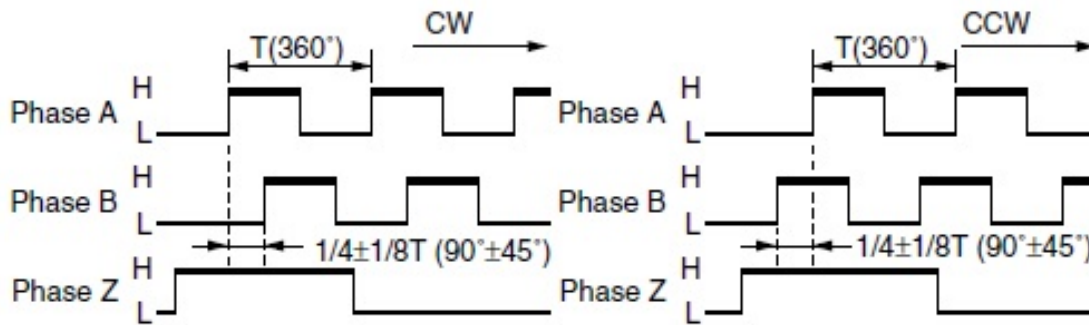 CW
T(360˚)
Phase A
H
L
Phase B
H
L
1/4±1/8T (90˚±45˚)
Phase Z
H
L
CCW
T(360˚)
Phase A
H
L
Phase B
H
L
1/4±1/8T (90˚±45˚)
Phase Z
H
L